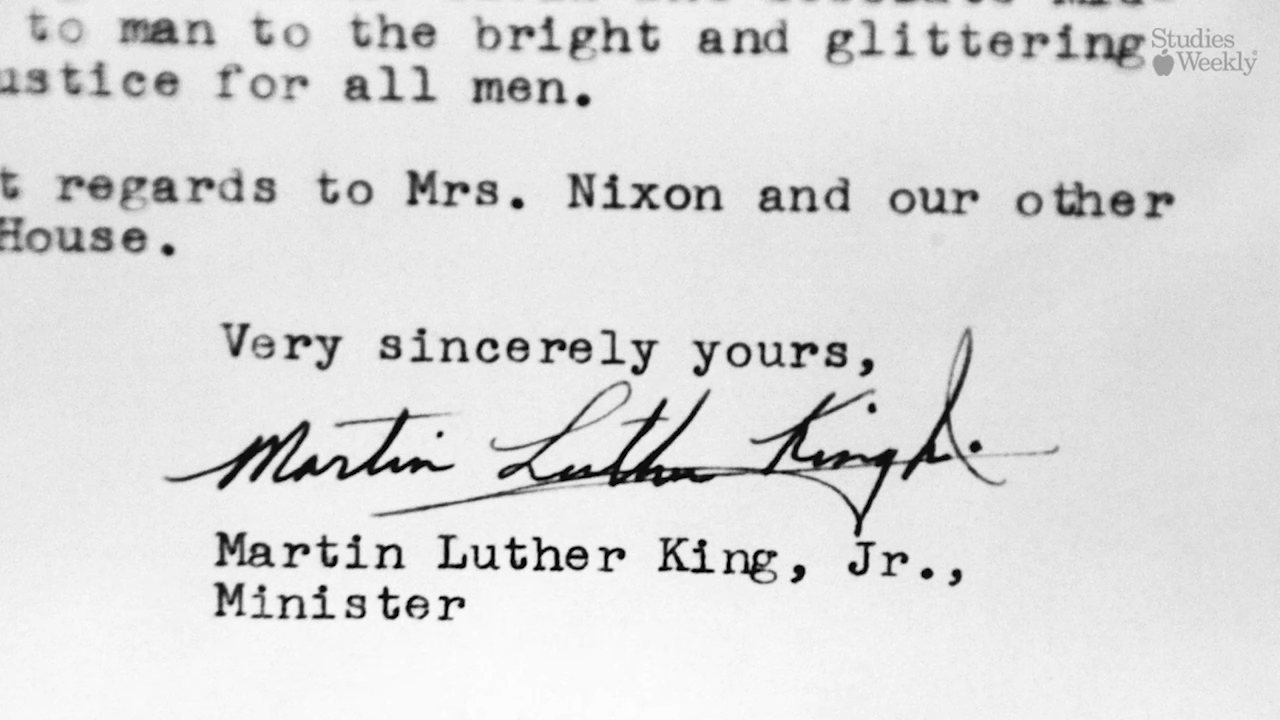 to man to the bright and glittering
ustice for all men.
t regards to Mrs. Nixon and our other
House.
Very sincerely yours,
Martin Luther King Jr.
Martin Luther King, Jr.,
Minister
Studies
Weekly